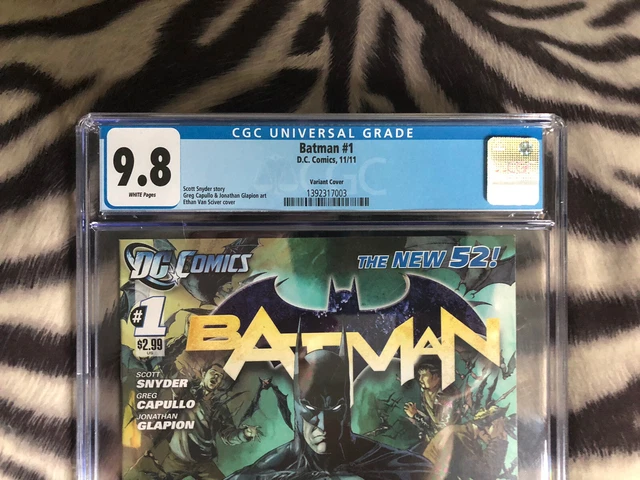 CGC UNIVERSAL GRADE
9.8
WHITE Pages
Batman #1
D.C. Comics, 11/11
Variant Cover
Scott Snyder story
Greg Capullo & Jonathan Glapion art
Ethan Van Sciver cover
1392317003
CGC
DC COMICS
THE NEW 52!
#1
$2.99
BATMAN
SCOTT
SNYDER
GREG
CAPULLO
JONATHAN
GLAPION